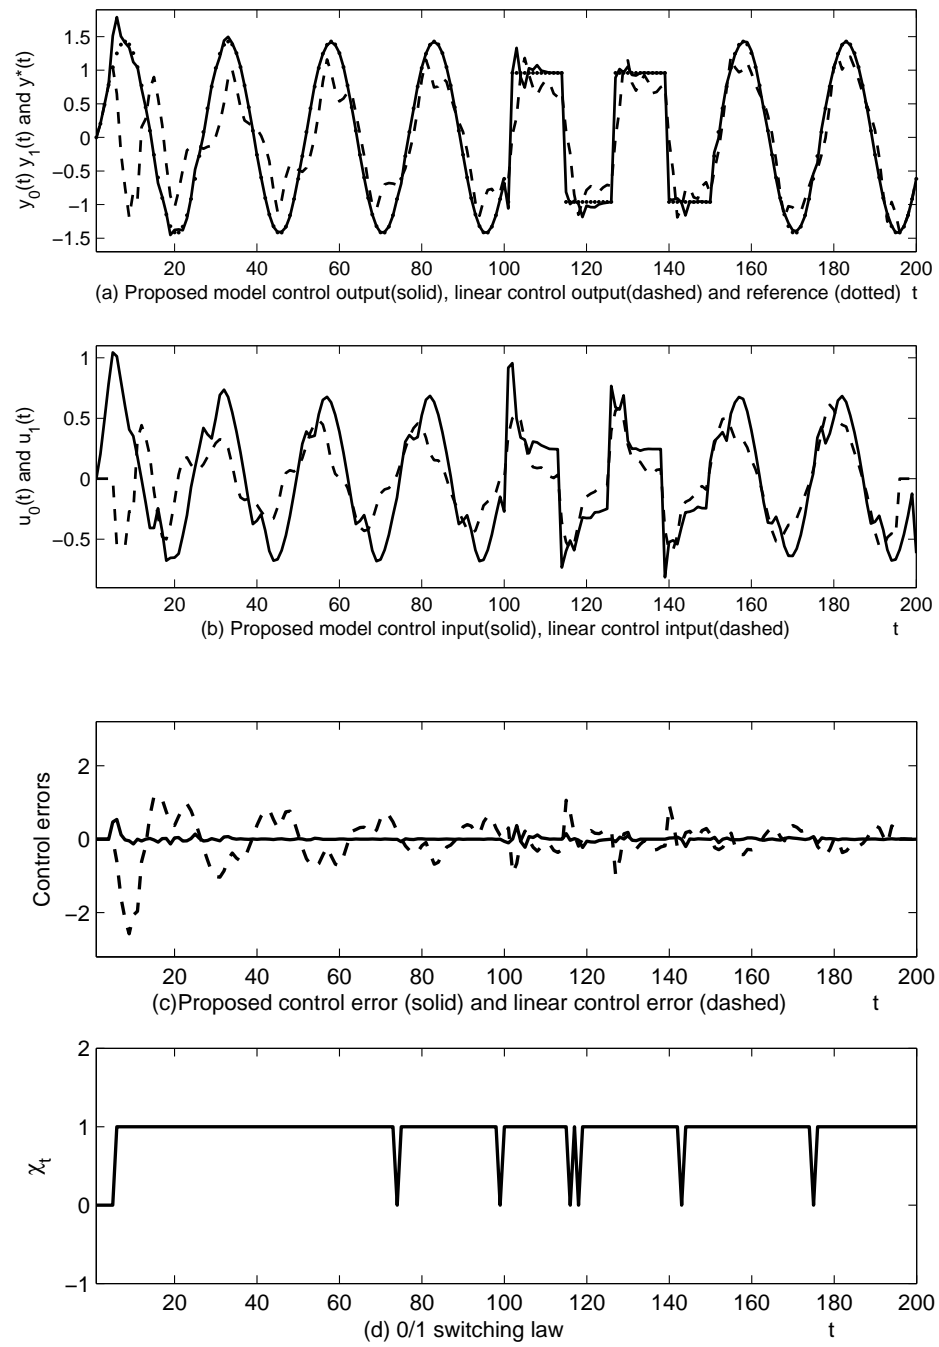 y0(t) y1(t) and y*(t)
1.5
1
0.5
0
−0.5
−1
−1.5
20 40 60 80 100 120 140 160 180 200
(a) Proposed model control output(solid), linear control output(dashed) and reference (dotted) t
u0(t) and u1(t)
1
0.5
0
−0.5
20 40 60 80 100 120 140 160 180 200
(b) Proposed model control input(solid), linear control intput(dashed) t
Control errors
2
0
−2
20 40 60 80 100 120 140 160 180 200
(c)Proposed control error (solid) and linear control error (dashed) t
χt
2
1
0
−1
20 40 60 80 100 120 140 160 180 200
(d) 0/1 switching law t